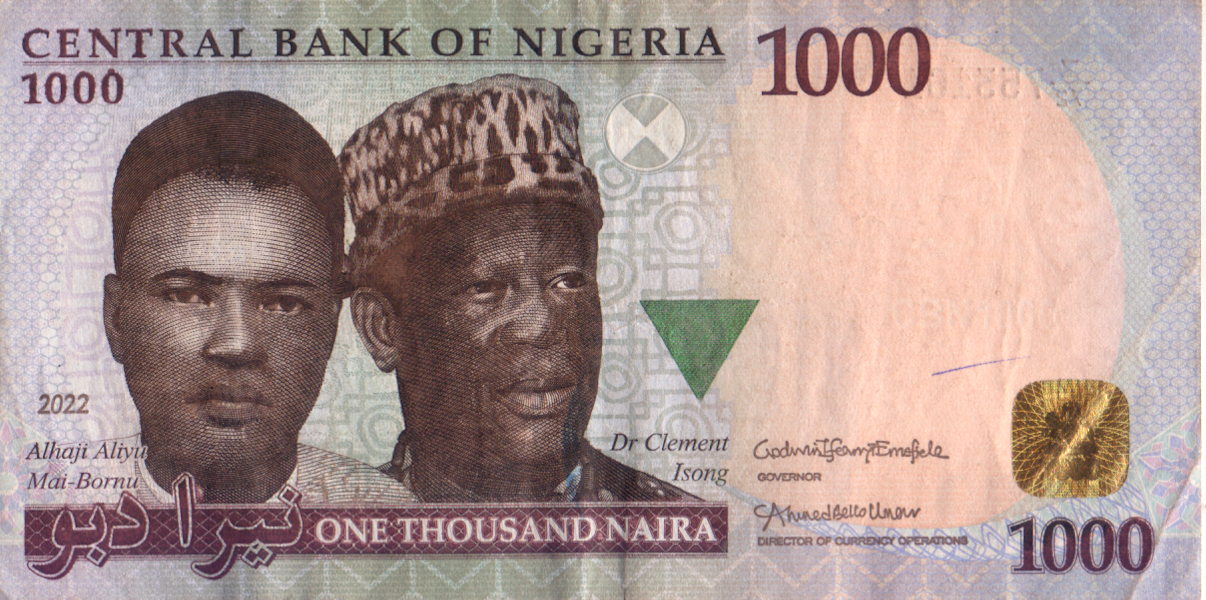 CENTRAL BANK OF NIGERIA
1000
1000
2022
Alhaji Aliyu
Mai-Bornu
Dr Clement
Isong
Godwin Ifeanyi Emefiele
GOVERNOR
Ahmed Bello Umar
DIRECTOR OF CURRENCY OPERATIONS
نيرا دبو
ONE THOUSAND NAIRA
1000